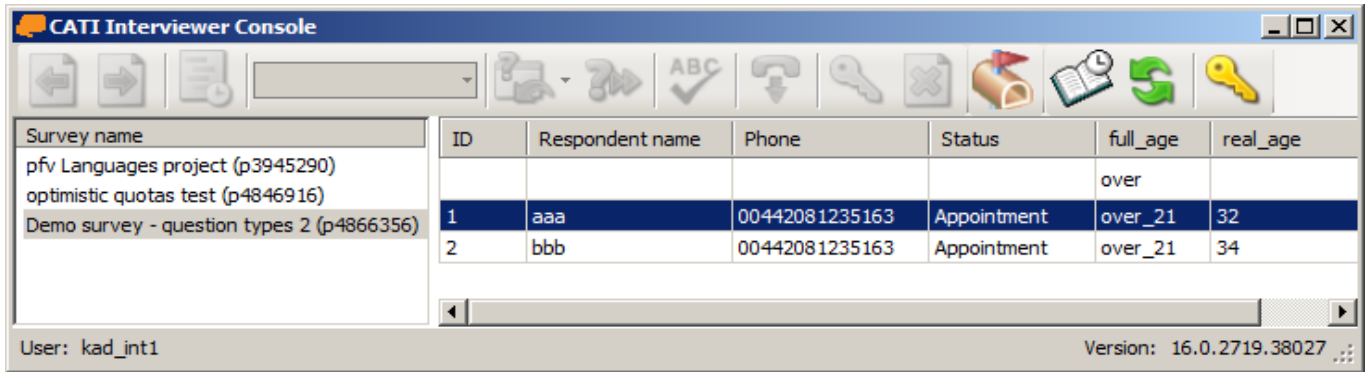 CATI Interviewer Console
ABC
Survey name
pfv Languages project (p3945290)
optimistic quotas test (p4846916)
Demo survey - question types 2 (p4866356)
ID Respondent name Phone Status full_age real_age
over
1 aaa 00442081235163 Appointment over_21 32
2 bbb 00442081235163 Appointment over_21 34
User: kad_int1 Version: 16.0.2719.38027